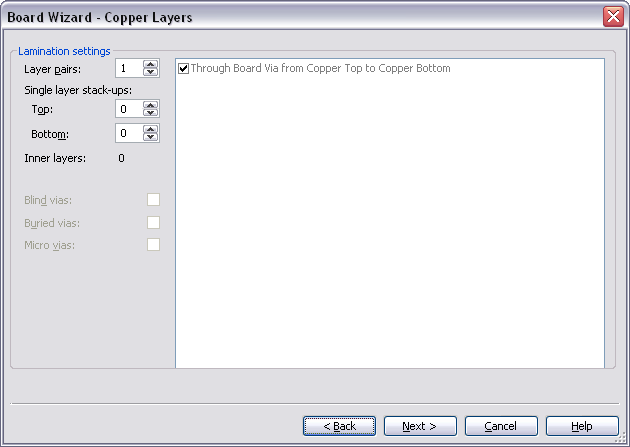 Board Wizard - Copper Layers
Lamination settings
Layer pairs: 1
Through Board Via from Copper Top to Copper Bottom
Single layer stack-ups:
Top: 0
Bottom: 0
Inner layers: 0
Blind vias:
Buried vias:
Micro vias:
< Back Next > Cancel Help